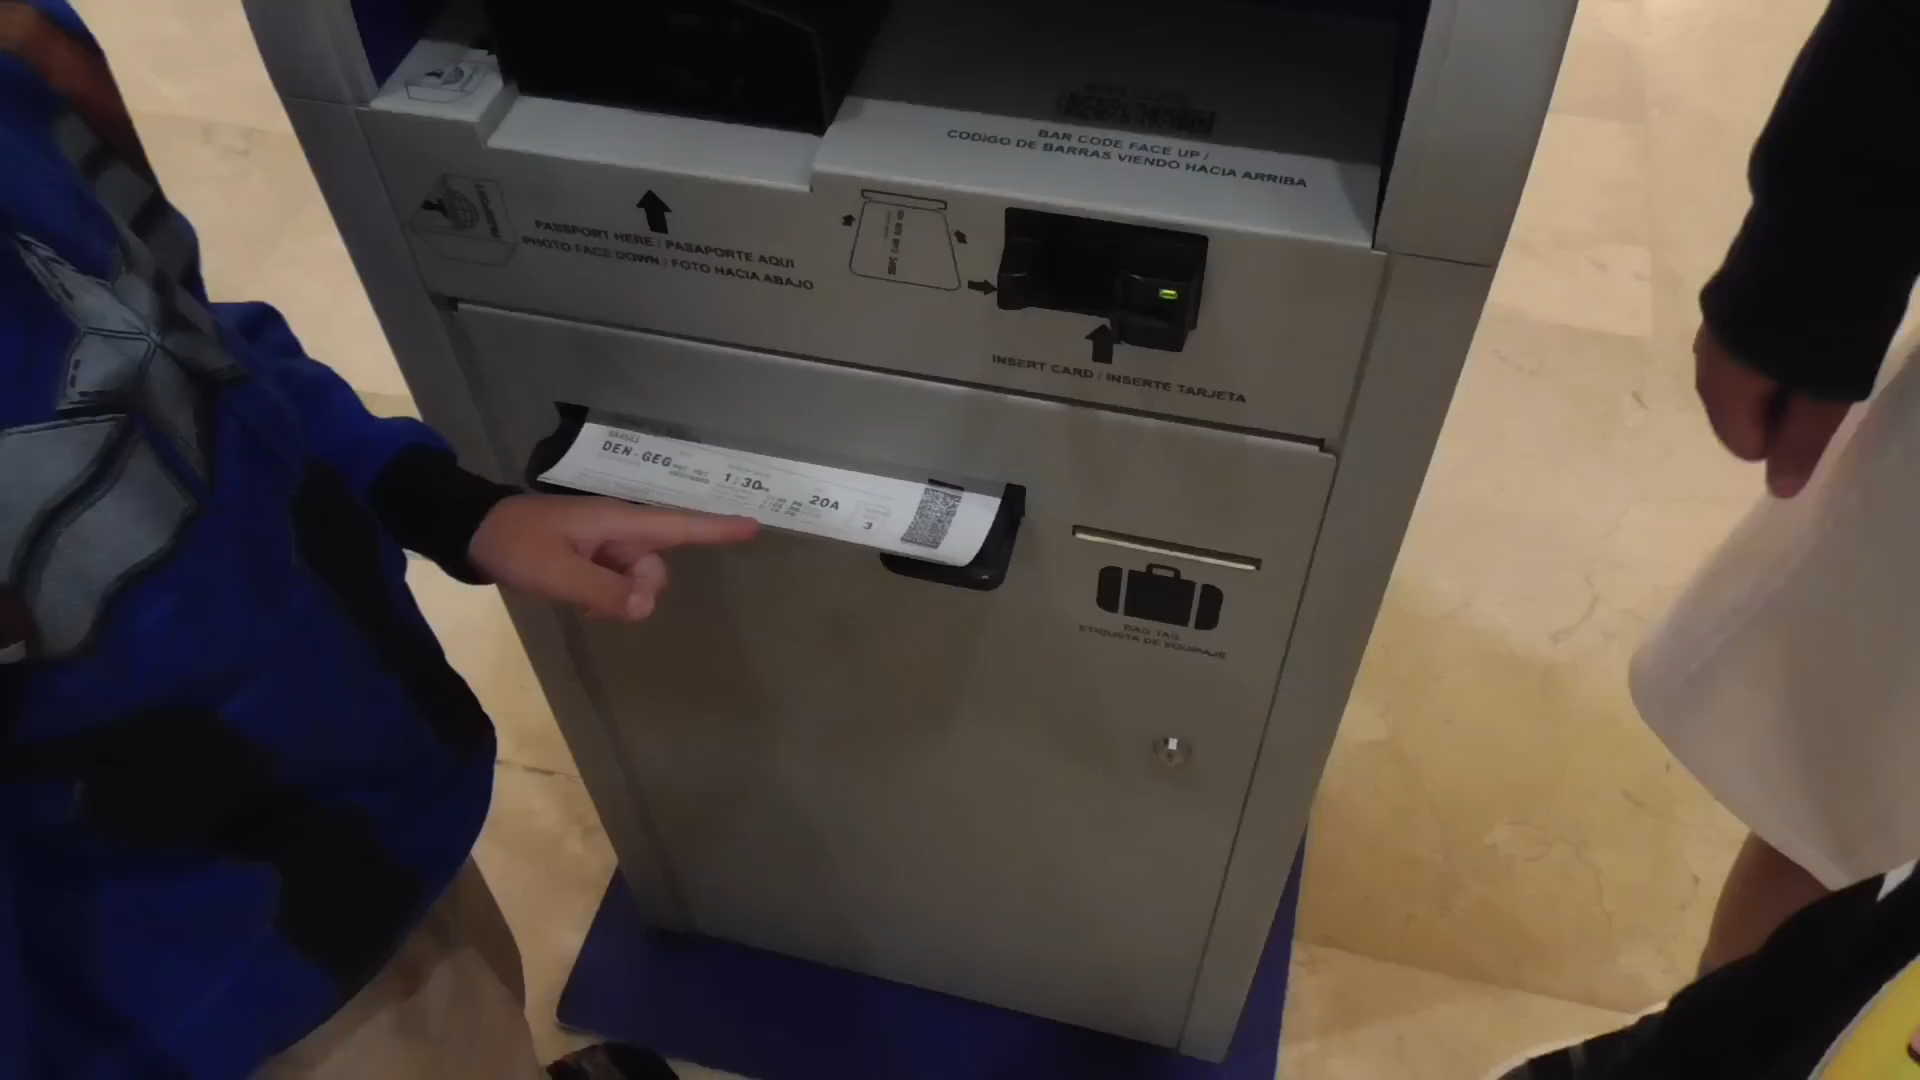 BAR CODE FACE UP /
CODIGO DE BARRAS VIENDO HACIA ARRIBA
PASSPORT HERE / PASAPORTE AQUI
PHOTO FACE DOWN / FOTO HACIA ABAJO
INSERT CARD / INSERTE TARJETA
DEN-GEG
1:30
20A
3
BAG TAG
ETIQUETA DE EQUIPAJE